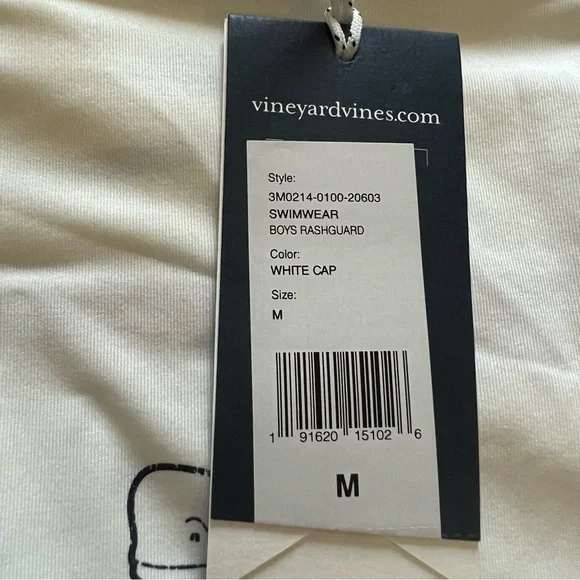 vineyardvines.com
Style:
3M0214-0100-20603
SWIMWEAR
BOYS RASHGUARD
Color:
WHITE CAP
Size:
M
1 91620 15102 6
M